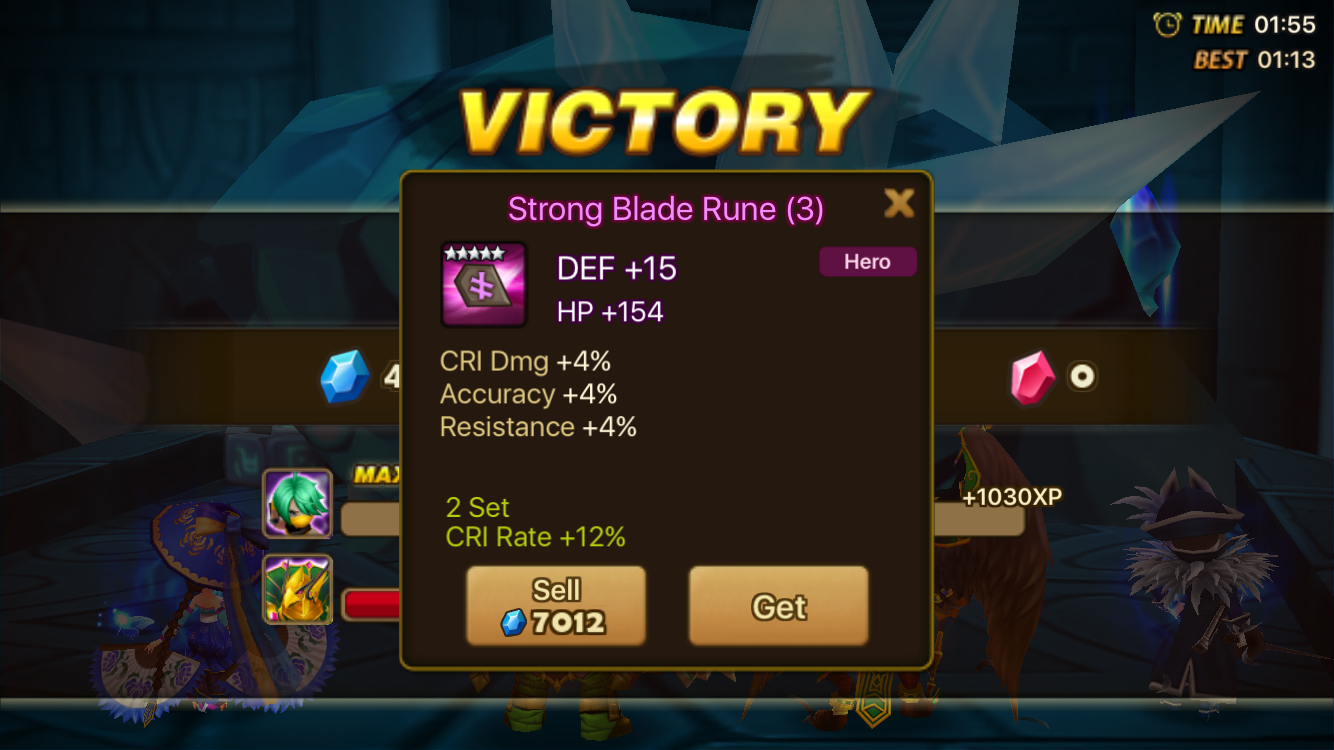 TIME 01:55
BEST 01:13
VICTORY
Strong Blade Rune (3)
X
DEF +15
Hero
HP +154
CRI Dmg +4%
4
0
Accuracy +4%
Resistance +4%
MAX
+1030XP
2 Set
CRI Rate +12%
Sell
7012
Get